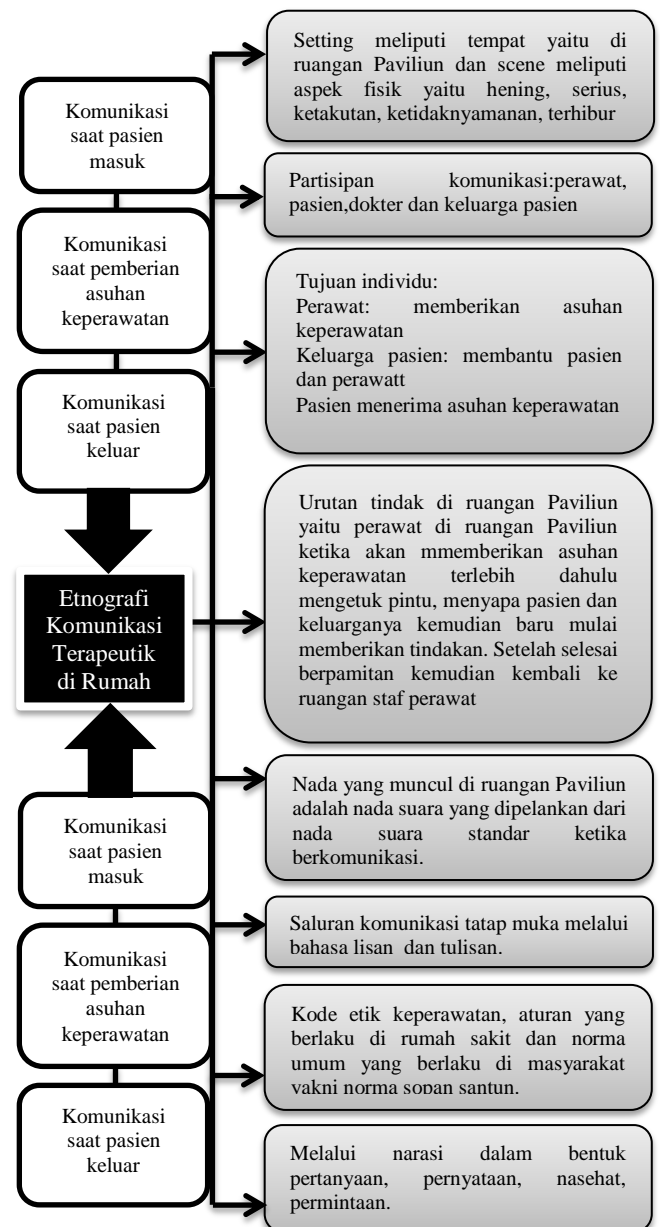 Komunikasi
saat pasien
masuk
Komunikasi
saat pemberian
asuhan
keperawatan
Komunikasi
saat pasien
keluar
Etnografi
Komunikasi
Terapeutik
di Rumah
Komunikasi
saat pasien
masuk
Komunikasi
saat pemberian
asuhan
keperawatan
Komunikasi
saat pasien
keluar
Setting meliputi tempat yaitu di
ruangan Paviliun dan scene meliputi
aspek fisik yaitu hening, serius,
ketakutan, ketidaknyamanan, terhibur
Partisipan komunikasi:perawat,
pasien,dokter dan keluarga pasien
Tujuan individu:
Perawat: memberikan asuhan
keperawatan
Keluarga pasien: membantu pasien
dan perawatt
Pasien menerima asuhan keperawatan
Urutan tindak di ruangan Paviliun
yaitu perawat di ruangan Paviliun
ketika akan mmemberikan asuhan
keperawatan terlebih dahulu
mengetuk pintu, menyapa pasien dan
keluarganya kemudian baru mulai
memberikan tindakan. Setelah selesai
berpamitan kemudian kembali ke
ruangan staf perawat
Nada yang muncul di ruangan Paviliun
adalah nada suara yang dipelankan dari
nada suara standar ketika
berkomunikasi.
Saluran komunikasi tatap muka melalui
bahasa lisan dan tulisan.
Kode etik keperawatan, aturan yang
berlaku di rumah sakit dan norma
umum yang berlaku di masyarakat
yakni norma sopan santun.
Melalui narasi dalam bentuk
pertanyaan, pernyataan, nasehat,
permintaan.